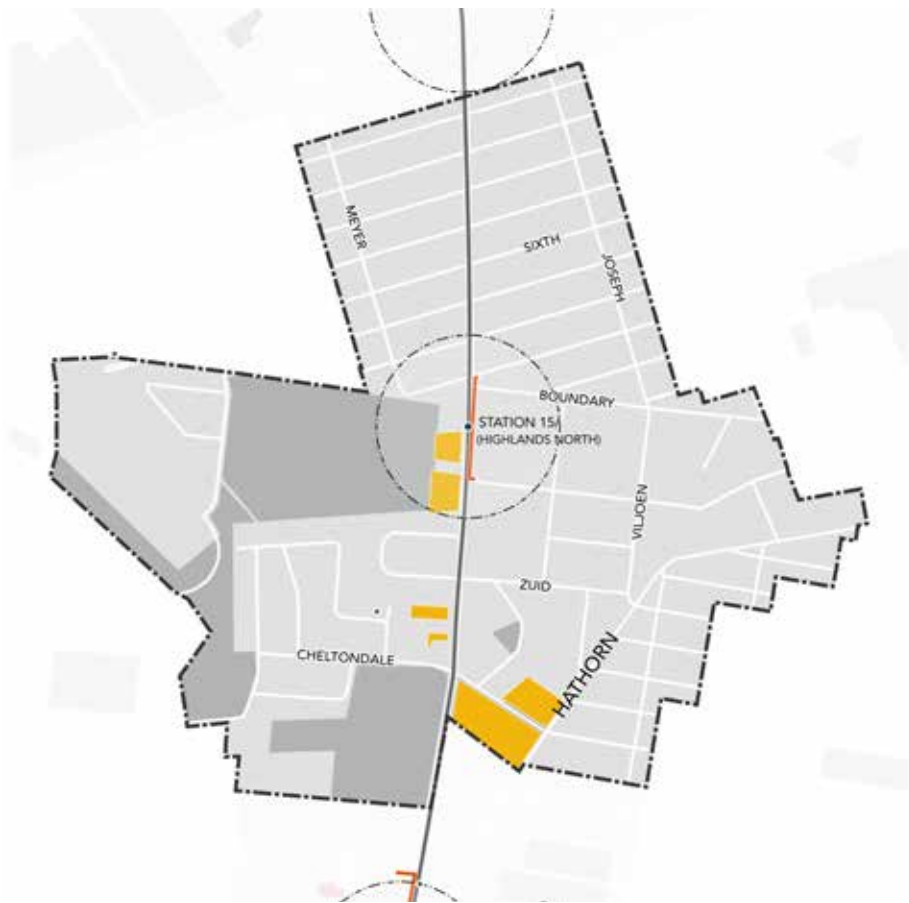 MEYER
SIXTH
JOSEPH
BOUNDARY
STATION 15/
(HIGHLANDS NORTH)
VILJOEN
ZUID
CHELTONDALE
HATHORN